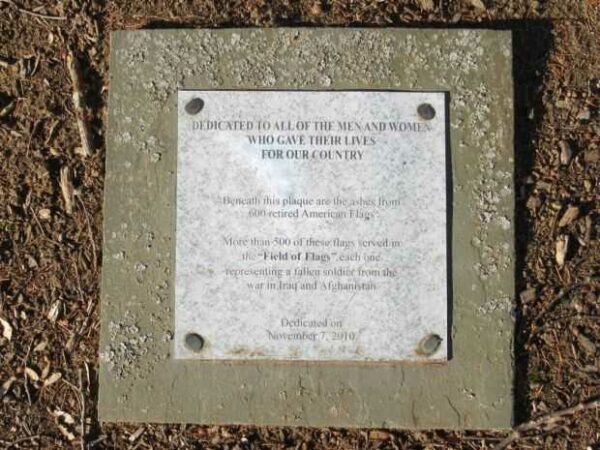 DEDICATED TO ALL OF THE MEN AND WOMEN
WHO GAVE THEIR LIVES
FOR OUR COUNTRY
"Beneath this plaque are the ashes from
600 retired American Flags".
More than 500 of these flags served in
the "Field of Flags", each one
representing a fallen soldier from the
war in Iraq and Afghanistan
Dedicated on
November 7, 2010